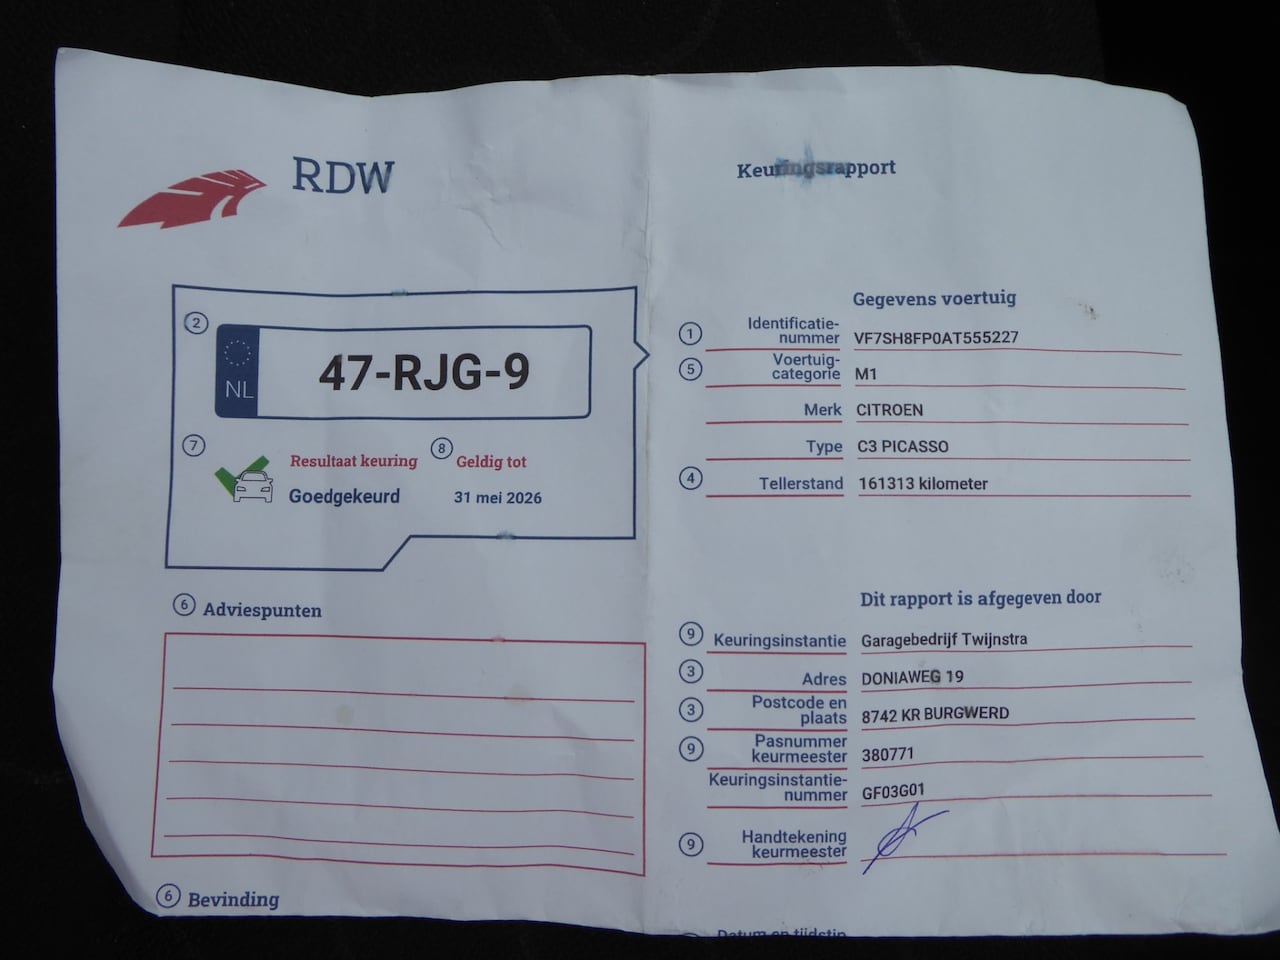 RDW
Keuringsrapport
2
NL
47-RJG-9
7
Resultaat keuring
Goedgekeurd
8
Geldig tot
31 mei 2026
6 Adviespunten
6 Bevinding
Gegevens voertuig
1 Identificatie-
nummer VF7SH8FP0AT555227
5 Voertuig-
categorie M1
Merk CITROEN
Type C3 PICASSO
4 Tellerstand 161313 kilometer
Dit rapport is afgegeven door
9 Keuringsinstantie Garagebedrijf Twijnstra
3 Adres DONIAWEG 19
3 Postcode en
plaats 8742 KR BURGWERD
9 Pasnummer
keurmeester 380771
Keuringsinstantie-
nummer GF03G01
9 Handtekening
keurmeester
Datum en tijdstip